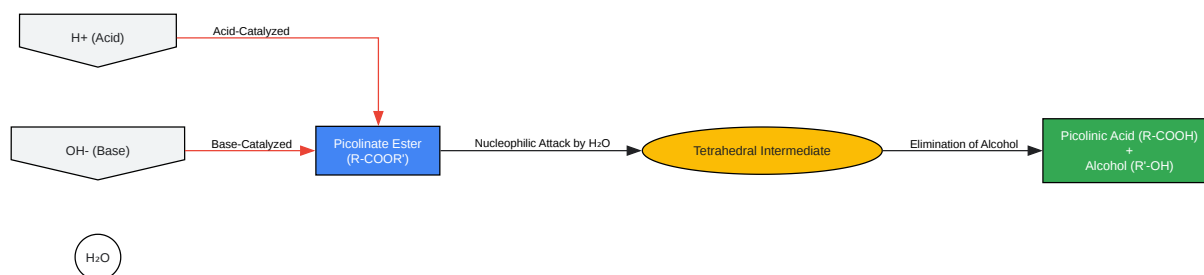 H+ (Acid)
Acid-Catalyzed
OH- (Base)
Base-Catalyzed
Picolinate Ester
(R-COOR')
Nucleophilic Attack by H₂O
Tetrahedral Intermediate
Elimination of Alcohol
Picolinic Acid (R-COOH)
+
Alcohol (R'-OH)
H₂O